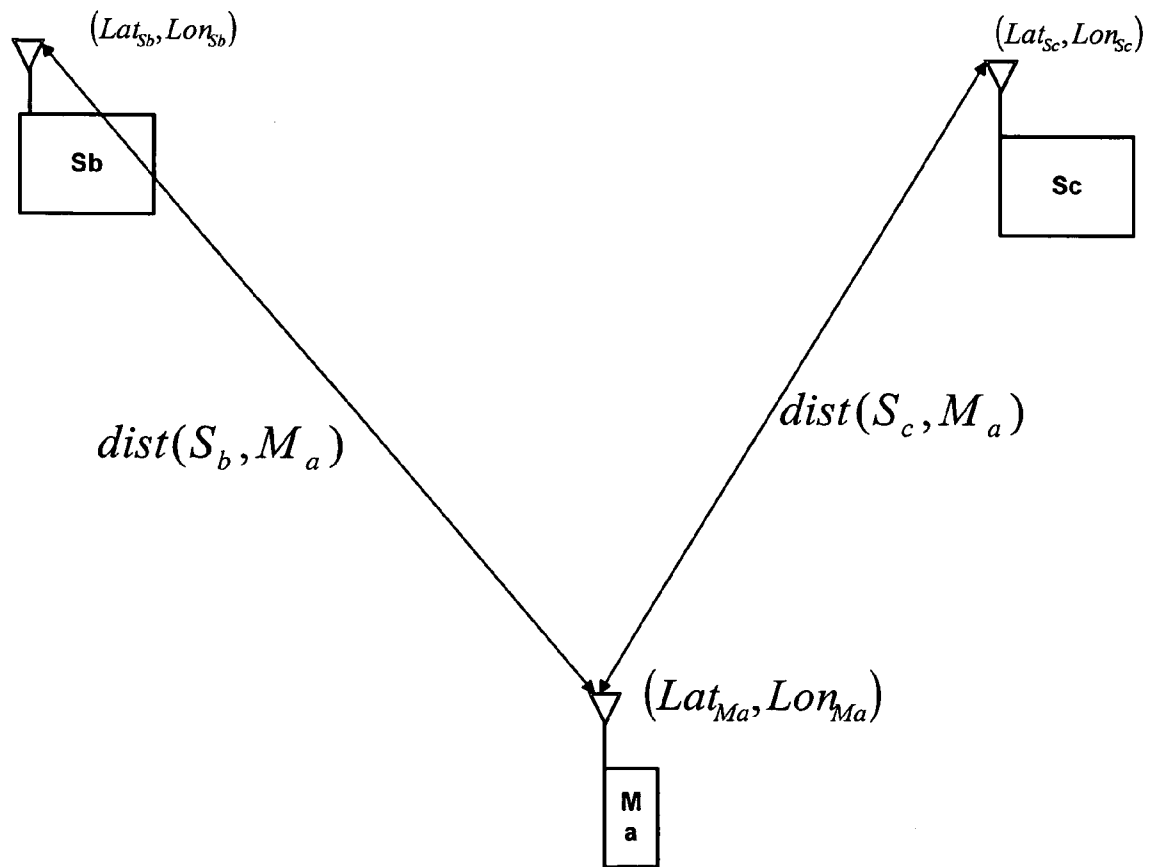 (Lat_Sb, Lon_Sb)
(Lat_Sc, Lon_Sc)
Sb
Sc
dist(S_b, M_a)
dist(S_c, M_a)
(Lat_Ma, Lon_Ma)
M
a